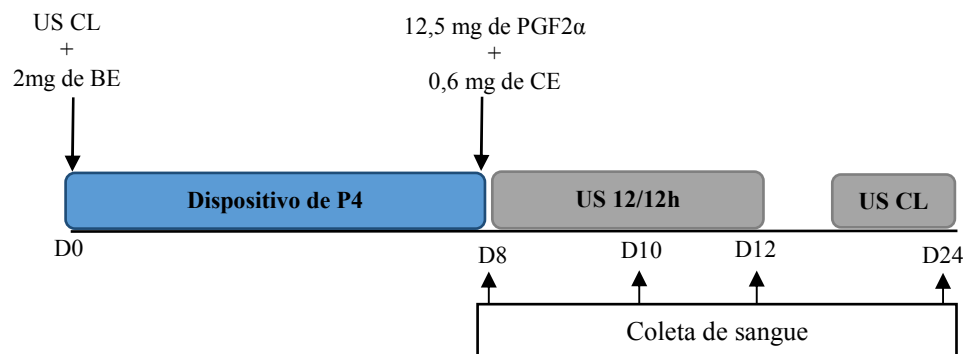 US CL
+
2mg de BE
12,5 mg de PGF2α
+
0,6 mg de CE
Dispositivo de P4
US 12/12h
US CL
D0
D8
D10
D12
D24
Coleta de sangue